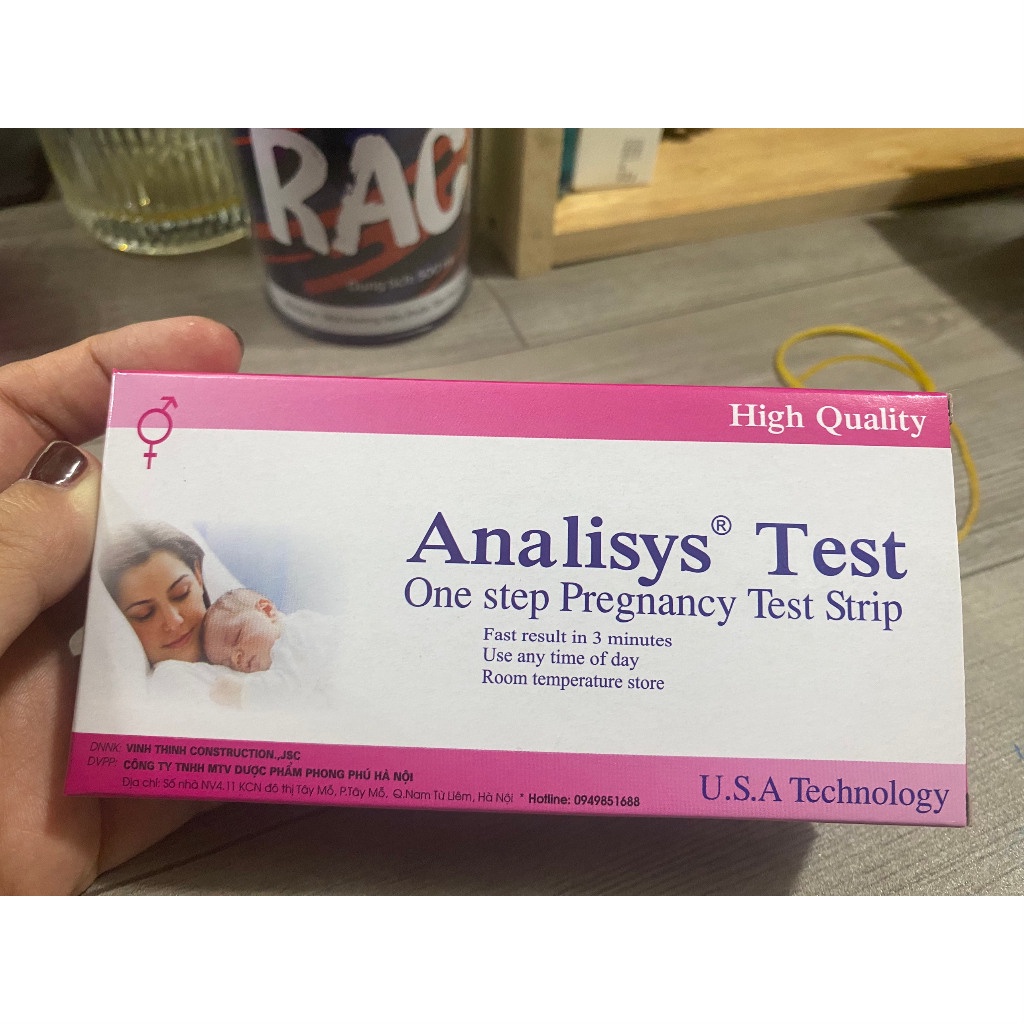 RAC
Dung tích 500
High Quality
Analisys® Test
One step Pregnancy Test Strip
Fast result in 3 minutes
Use any time of day
Room temperature store
DNNK: VINH THINH CONSTRUCTION.,JSC
DVPP: CÔNG TY TNHH MTV DƯỢC PHẨM PHONG PHÚ HÀ NỘI
Địa chỉ: Số nhà NV4.11 KCN đô thị Tây Mỗ, P.Tây Mỗ, Q.Nam Từ Liêm, Hà Nội * Hotline: 0949851688
U.S.A Technology